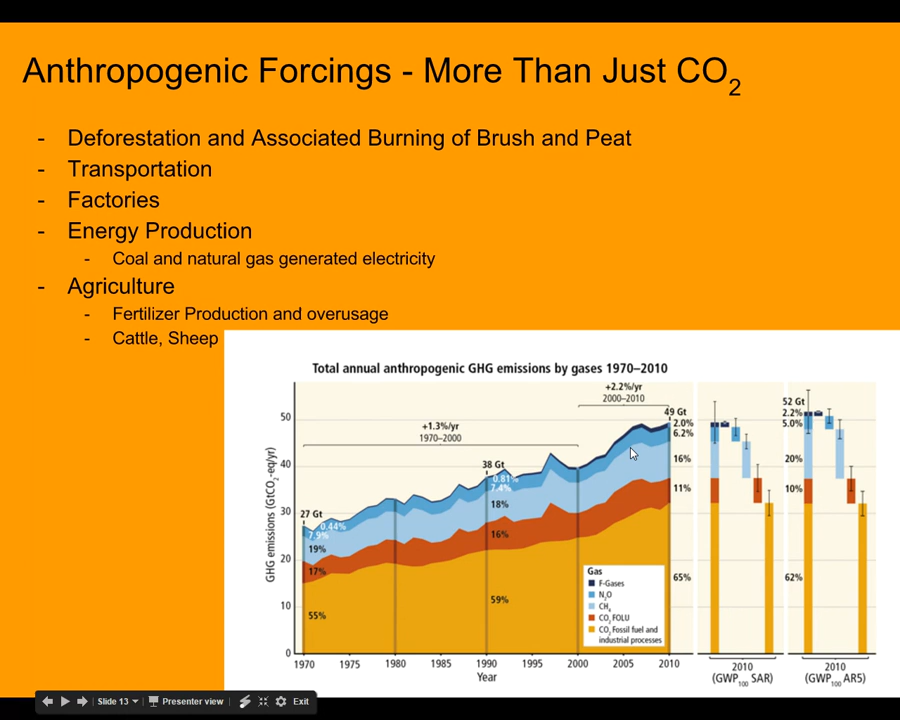 Anthropogenic Forcings - More Than Just CO2
- Deforestation and Associated Burning of Brush and Peat
- Transportation
- Factories
- Energy Production
- Coal and natural gas generated electricity
- Agriculture
- Fertilizer Production and overusage
- Cattle, Sheep
Total annual anthropogenic GHG emissions by gases 1970–2010
+2.2%/yr
2000–2010
+1.3%/yr
1970–2000
GHG emissions (GtCO2-eq/yr)
50
40
30
20
10
0
27 Gt
0.44%
7.9%
19%
17%
55%
38 Gt
0.81%
7.4%
18%
16%
59%
49 Gt
2.0%
6.2%
16%
11%
65%
52 Gt
2.2%
5.0%
20%
10%
62%
Gas
F-Gases
N2O
CH4
CO2 FOLU
CO2 Fossil fuel and
industrial processes
1970 1975 1980 1985 1990 1995 2000 2005 2010
Year
2010
(GWP100 SAR)
2010
(GWP100 AR5)
Slide 13
Presenter view
Exit